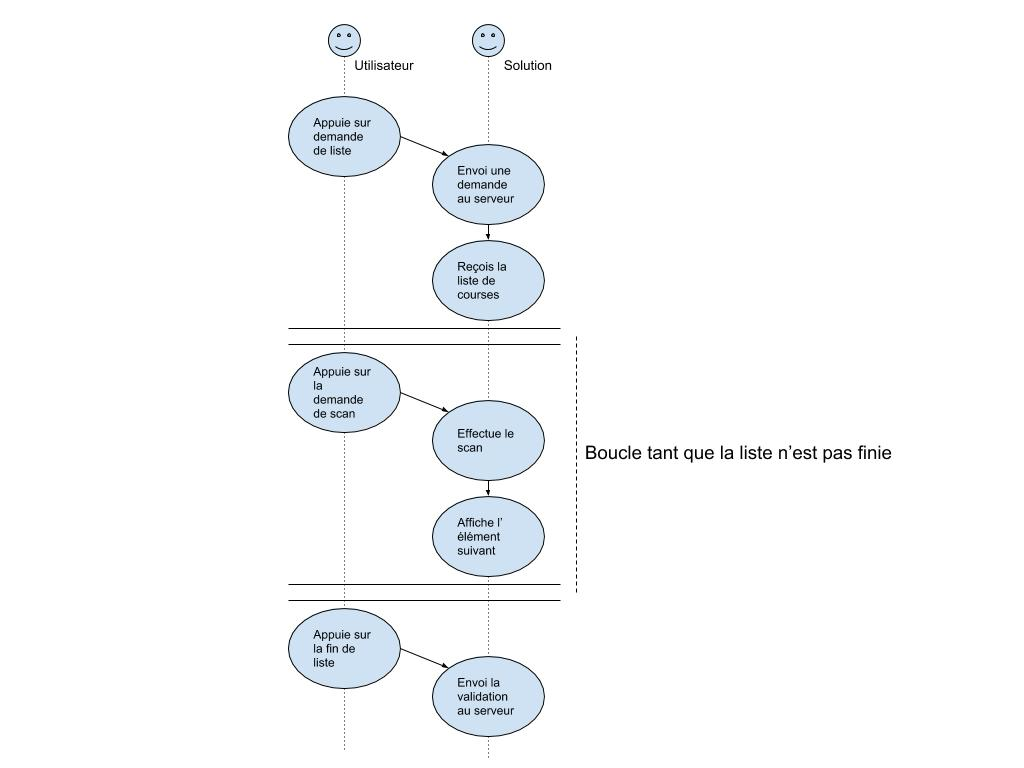 Utilisateur
Solution
Appuie sur
demande
de liste
Envoi une
demande
au serveur
Reçois la
liste de
courses
Appuie sur
la
demande
de scan
Effectue le
scan
Boucle tant que la liste n’est pas finie
Affiche l’
élément
suivant
Appuie sur
la fin de
liste
Envoi la
validation
au serveur